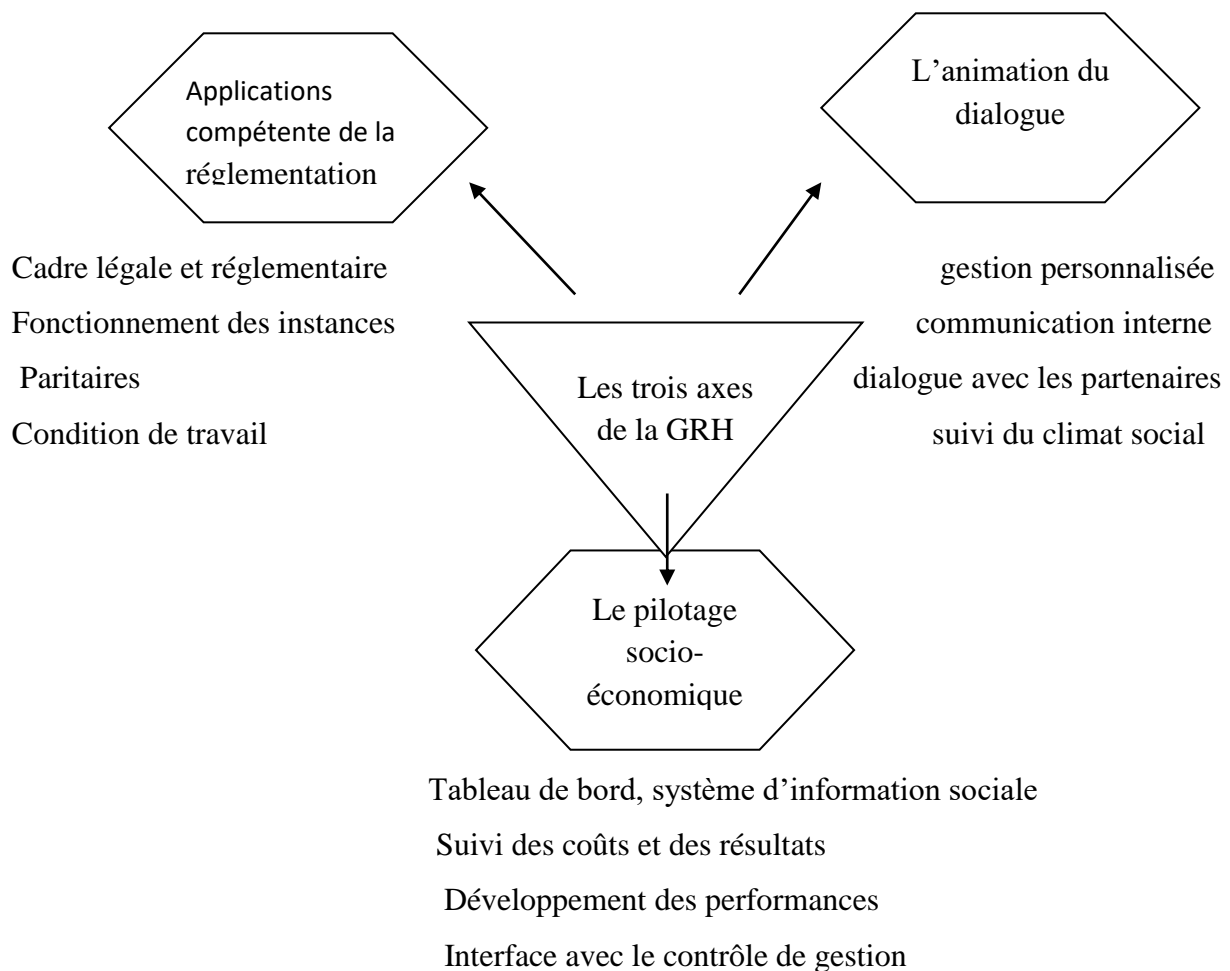 Applications
compétente de la
réglementation
L’animation du
dialogue
Cadre légale et réglementaire
Fonctionnement des instances
Paritaires
Condition de travail
gestion personnalisée
communication interne
dialogue avec les partenaires
suivi du climat social
Les trois axes
de la GRH
Le pilotage
socio-
économique
Tableau de bord, système d’information sociale
Suivi des coûts et des résultats
Développement des performances
Interface avec le contrôle de gestion